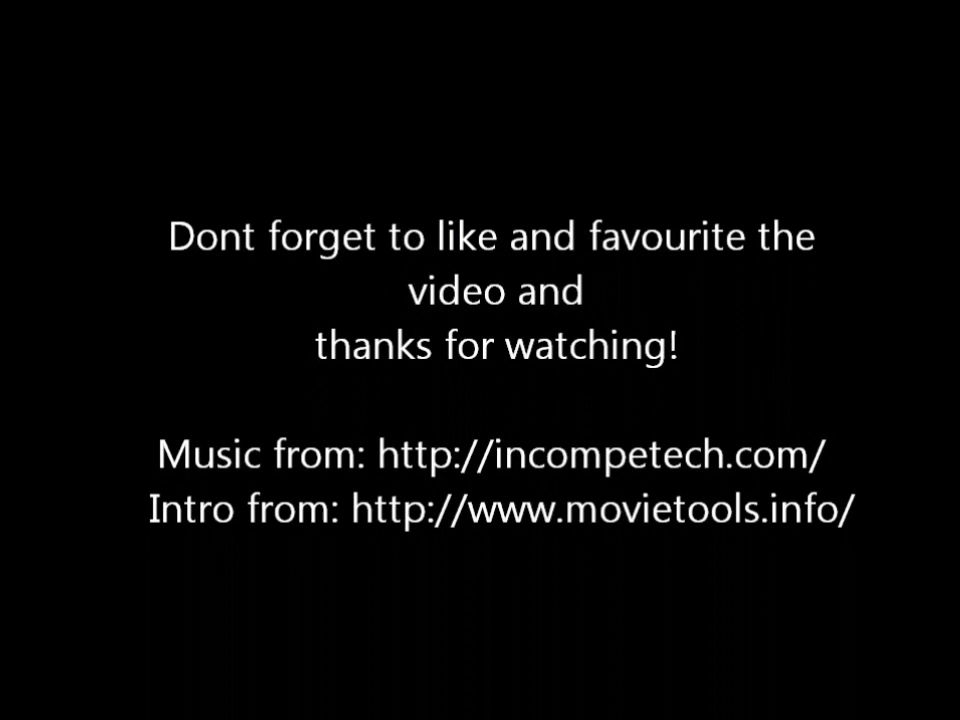 Dont forget to like and favourite the
video and
thanks for watching!
Music from: http://incompetech.com/
Intro from: http://www.movietools.info/